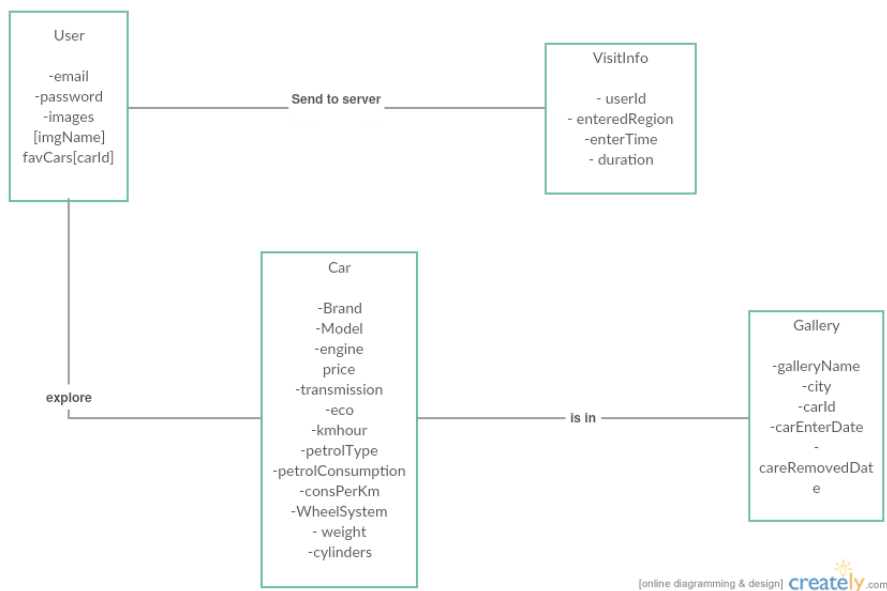 User
-email
-password
-images
[imgName]
favCars[carId]
Send to server
VisitInfo
- userId
- enteredRegion
-enterTime
- duration
explore
Car
-Brand
-Model
-engine
price
-transmission
-eco
-kmhour
-petrolType
-petrolConsumption
-consPerKm
-WheelSystem
- weight
-cylinders
is in
Gallery
-galleryName
-city
-carId
-carEnterDate
-
careRemovedDat
e
[online diagramming & design] creately.com